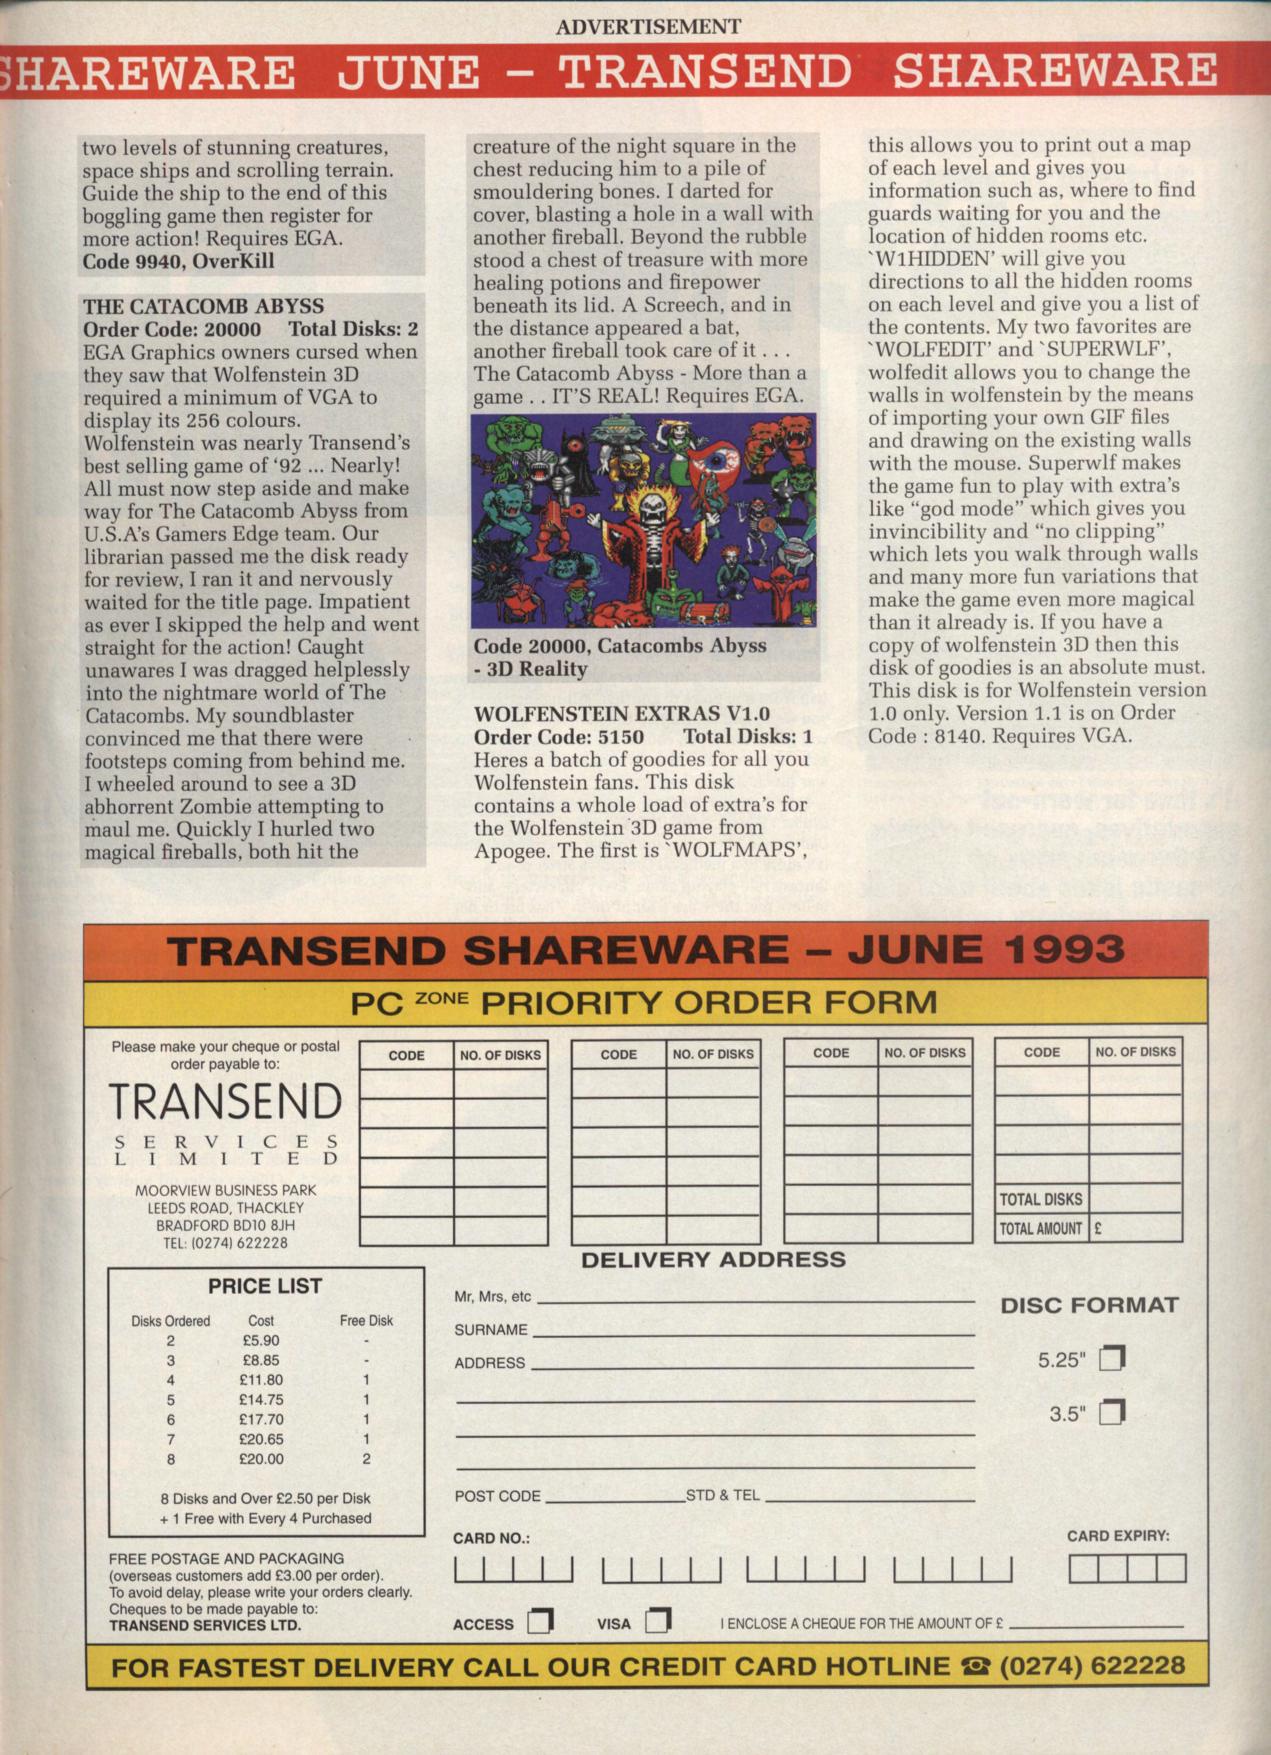 ADVERTISEMENT
SHAREWARE JUNE – TRANSEND SHAREWARE
two levels of stunning creatures,
space ships and scrolling terrain.
Guide the ship to the end of this
boggling game then register for
more action! Requires EGA.
Code 9940, OverKill
THE CATACOMB ABYSS
Order Code: 20000 Total Disks: 2
EGA Graphics owners cursed when
they saw that Wolfenstein 3D
required a minimum of VGA to
display its 256 colours.
Wolfenstein was nearly Transend's
best selling game of '92 ... Nearly!
All must now step aside and make
way for The Catacomb Abyss from
U.S.A's Gamers Edge team. Our
librarian passed me the disk ready
for review, I ran it and nervously
waited for the title page. Impatient
as ever I skipped the help and went
straight for the action! Caught
unawares I was dragged helplessly
into the nightmare world of The
Catacombs. My soundblaster
convinced me that there were
footsteps coming from behind me.
I wheeled around to see a 3D
abhorrent Zombie attempting to
maul me. Quickly I hurled two
magical fireballs, both hit the
creature of the night square in the
chest reducing him to a pile of
smouldering bones. I darted for
cover, blasting a hole in a wall with
another fireball. Beyond the rubble
stood a chest of treasure with more
healing potions and firepower
beneath its lid. A Screech, and in
the distance appeared a bat,
another fireball took care of it . . .
The Catacomb Abyss - More than a
game . . IT'S REAL! Requires EGA.
Code 20000, Catacombs Abyss
- 3D Reality
WOLFENSTEIN EXTRAS V1.0
Order Code: 5150 Total Disks: 1
Heres a batch of goodies for all you
Wolfenstein fans. This disk
contains a whole load of extra's for
the Wolfenstein 3D game from
Apogee. The first is `WOLFMAPS',
this allows you to print out a map
of each level and gives you
information such as, where to find
guards waiting for you and the
location of hidden rooms etc.
`W1HIDDEN' will give you
directions to all the hidden rooms
on each level and give you a list of
the contents. My two favorites are
`WOLFEDIT' and `SUPERWLF',
wolfedit allows you to change the
walls in wolfenstein by the means
of importing your own GIF files
and drawing on the existing walls
with the mouse. Superwlf makes
the game fun to play with extra's
like "god mode" which gives you
invincibility and "no clipping"
which lets you walk through walls
and many more fun variations that
make the game even more magical
than it already is. If you have a
copy of wolfenstein 3D then this
disk of goodies is an absolute must.
This disk is for Wolfenstein version
1.0 only. Version 1.1 is on Order
Code : 8140. Requires VGA.
TRANSEND SHAREWARE – JUNE 1993
PC ZONE PRIORITY ORDER FORM
Please make your cheque or postal
order payable to:
TRANSEND
SERVICES
LIMITED
MOORVIEW BUSINESS PARK
LEEDS ROAD, THACKLEY
BRADFORD BD10 8JH
TEL: (0274) 622228
CODE NO. OF DISKS CODE NO. OF DISKS CODE NO. OF DISKS CODE NO. OF DISKS
TOTAL DISKS
TOTAL AMOUNT £
PRICE LIST
Disks Ordered Cost Free Disk
2 £5.90 -
3 £8.85 -
4 £11.80 1
5 £14.75 1
6 £17.70 1
7 £20.65 1
8 £20.00 2
8 Disks and Over £2.50 per Disk
+ 1 Free with Every 4 Purchased
FREE POSTAGE AND PACKAGING
(overseas customers add £3.00 per order).
To avoid delay, please write your orders clearly.
Cheques to be made payable to:
TRANSEND SERVICES LTD.
DELIVERY ADDRESS
Mr, Mrs, etc
SURNAME
ADDRESS
POST CODE STD & TEL
DISC FORMAT
5.25"
3.5"
CARD NO.: CARD EXPIRY:
ACCESS VISA I ENCLOSE A CHEQUE FOR THE AMOUNT OF £
FOR FASTEST DELIVERY CALL OUR CREDIT CARD HOTLINE ☎ (0274) 622228